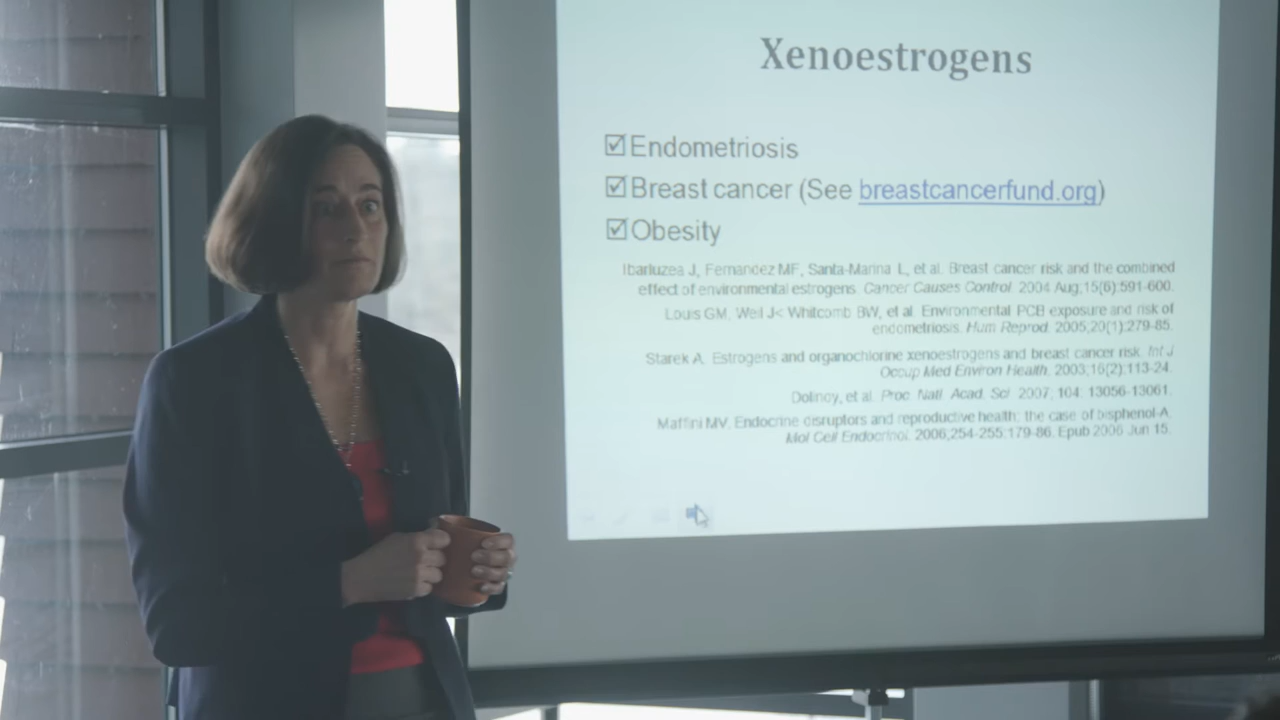 Xenoestrogens
☑Endometriosis
☑Breast cancer (See breastcancerfund.org)
☑Obesity
Ibarluzea J, Fernandez MF, Santa-Marina L, et al. Breast cancer risk and the combined
effect of environmental estrogens. Cancer Causes Control. 2004 Aug;15(6):591-600.
Louis GM, Weil J< Whitcomb BW, et al. Environmental PCB exposure and risk of
endometriosis. Hum Reprod. 2005;20(1):279-85.
Starek A. Estrogens and organochlorine xenoestrogens and breast cancer risk. Int J
Occup Med Environ Health. 2003;16(2):113-24.
Dolinoy, et al. Proc. Natl. Acad. Sci. 2007; 104: 13056-13061.
Maffini MV. Endocrine disruptors and reproductive health: the case of bisphenol-A.
Mol Cell Endocrinol. 2006;254-255:179-86. Epub 2006 Jun 15.